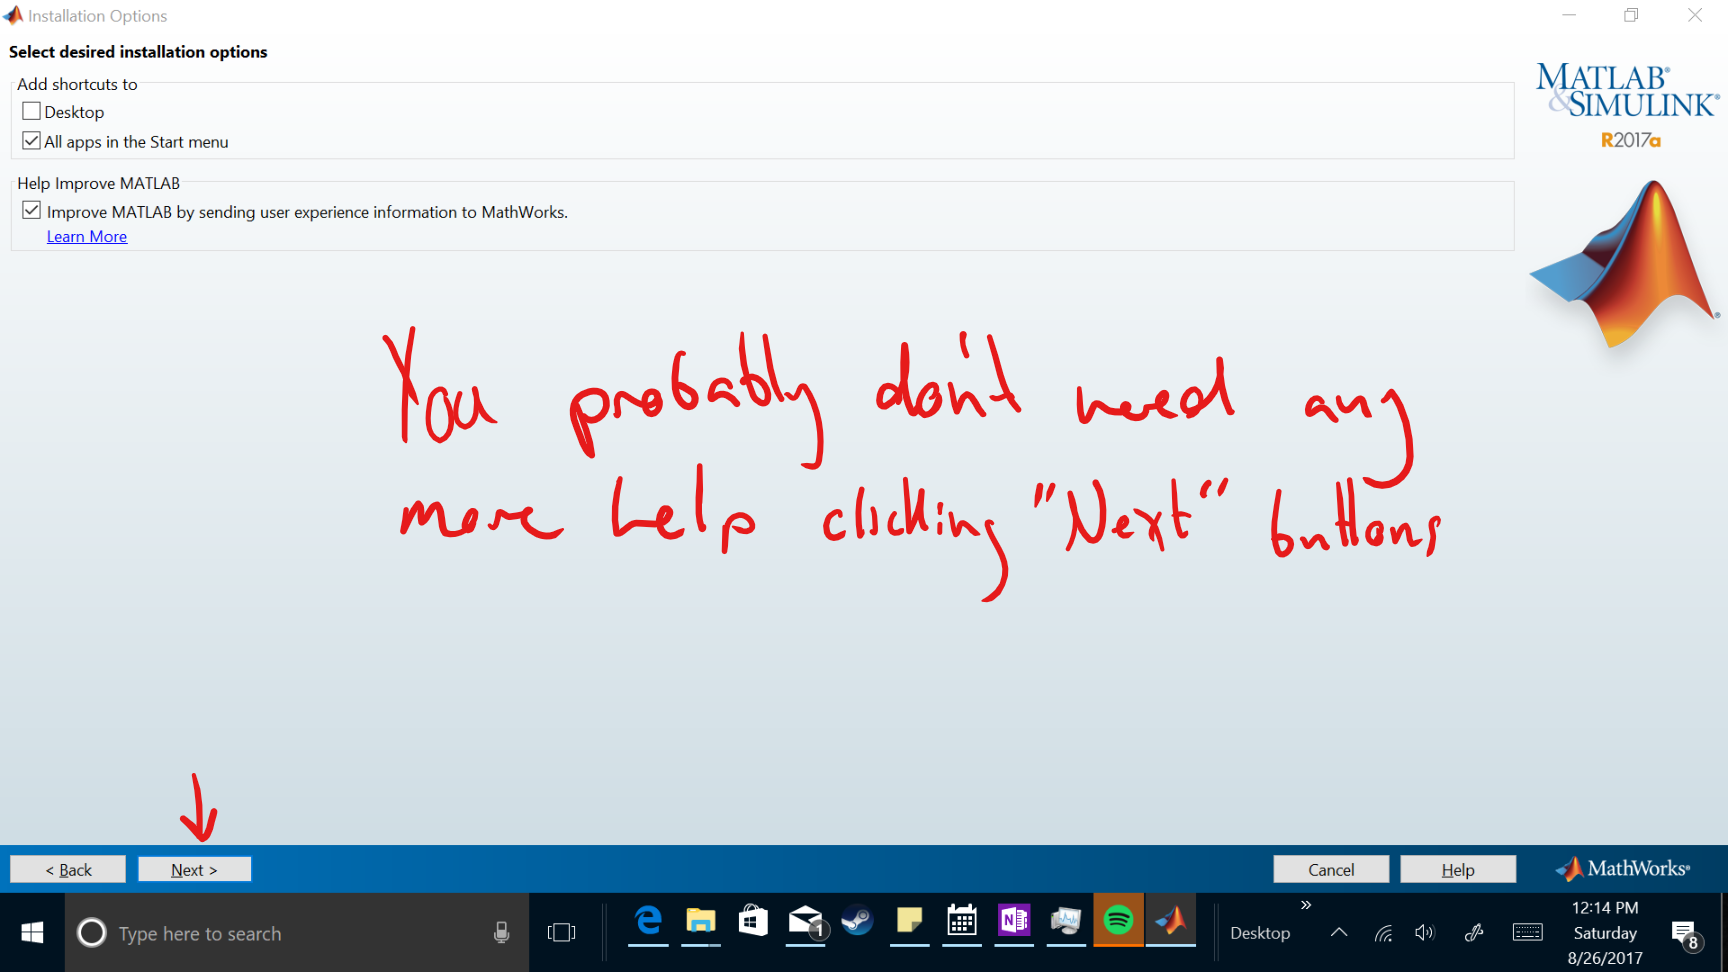 Installation Options
Select desired installation options
Add shortcuts to
Desktop
All apps in the Start menu
Help Improve MATLAB
Improve MATLAB by sending user experience information to MathWorks.
Learn More
MATLAB®
&SIMULINK®
R2017a
®
You probably don't need any
more help clicking "Next" buttons
< Back
Next >
Cancel
Help
MathWorks®
Type here to search
1
N
Desktop
12:14 PM
Saturday
8/26/2017
8